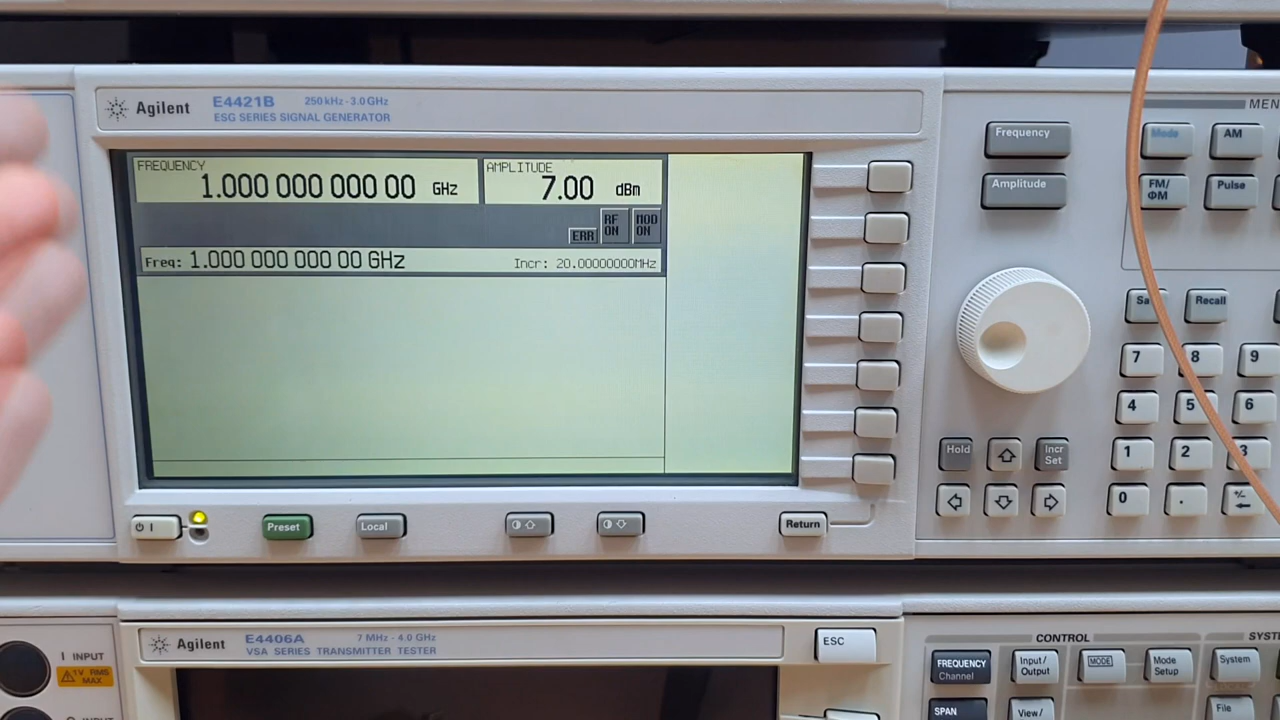 Agilent E4421B 250 kHz - 3.0 GHz
ESG SERIES SIGNAL GENERATOR
FREQUENCY
1.000 000 000 00 GHz
AMPLITUDE
7.00 dBm
ERR
RF ON
MOD ON
Freq: 1.000 000 000 00 GHz
Incr: 20.00000000MHz
I
Preset
Local
Return
Frequency
Amplitude
MEN
Mode
AM
FM/ΦM
Pulse
Sa
Recall
7 8 9
4 5 6
1 2 3
0 . +/-
Hold
Incr Set
Agilent E4406A 7 MHz - 4.0 GHz
VSA SERIES TRANSMITTER TESTER
ESC
I INPUT
1V RMS MAX
INPUT
CONTROL
SYST
FREQUENCY Channel
Input/Output
MODE
Mode Setup
System
SPAN
View/
File